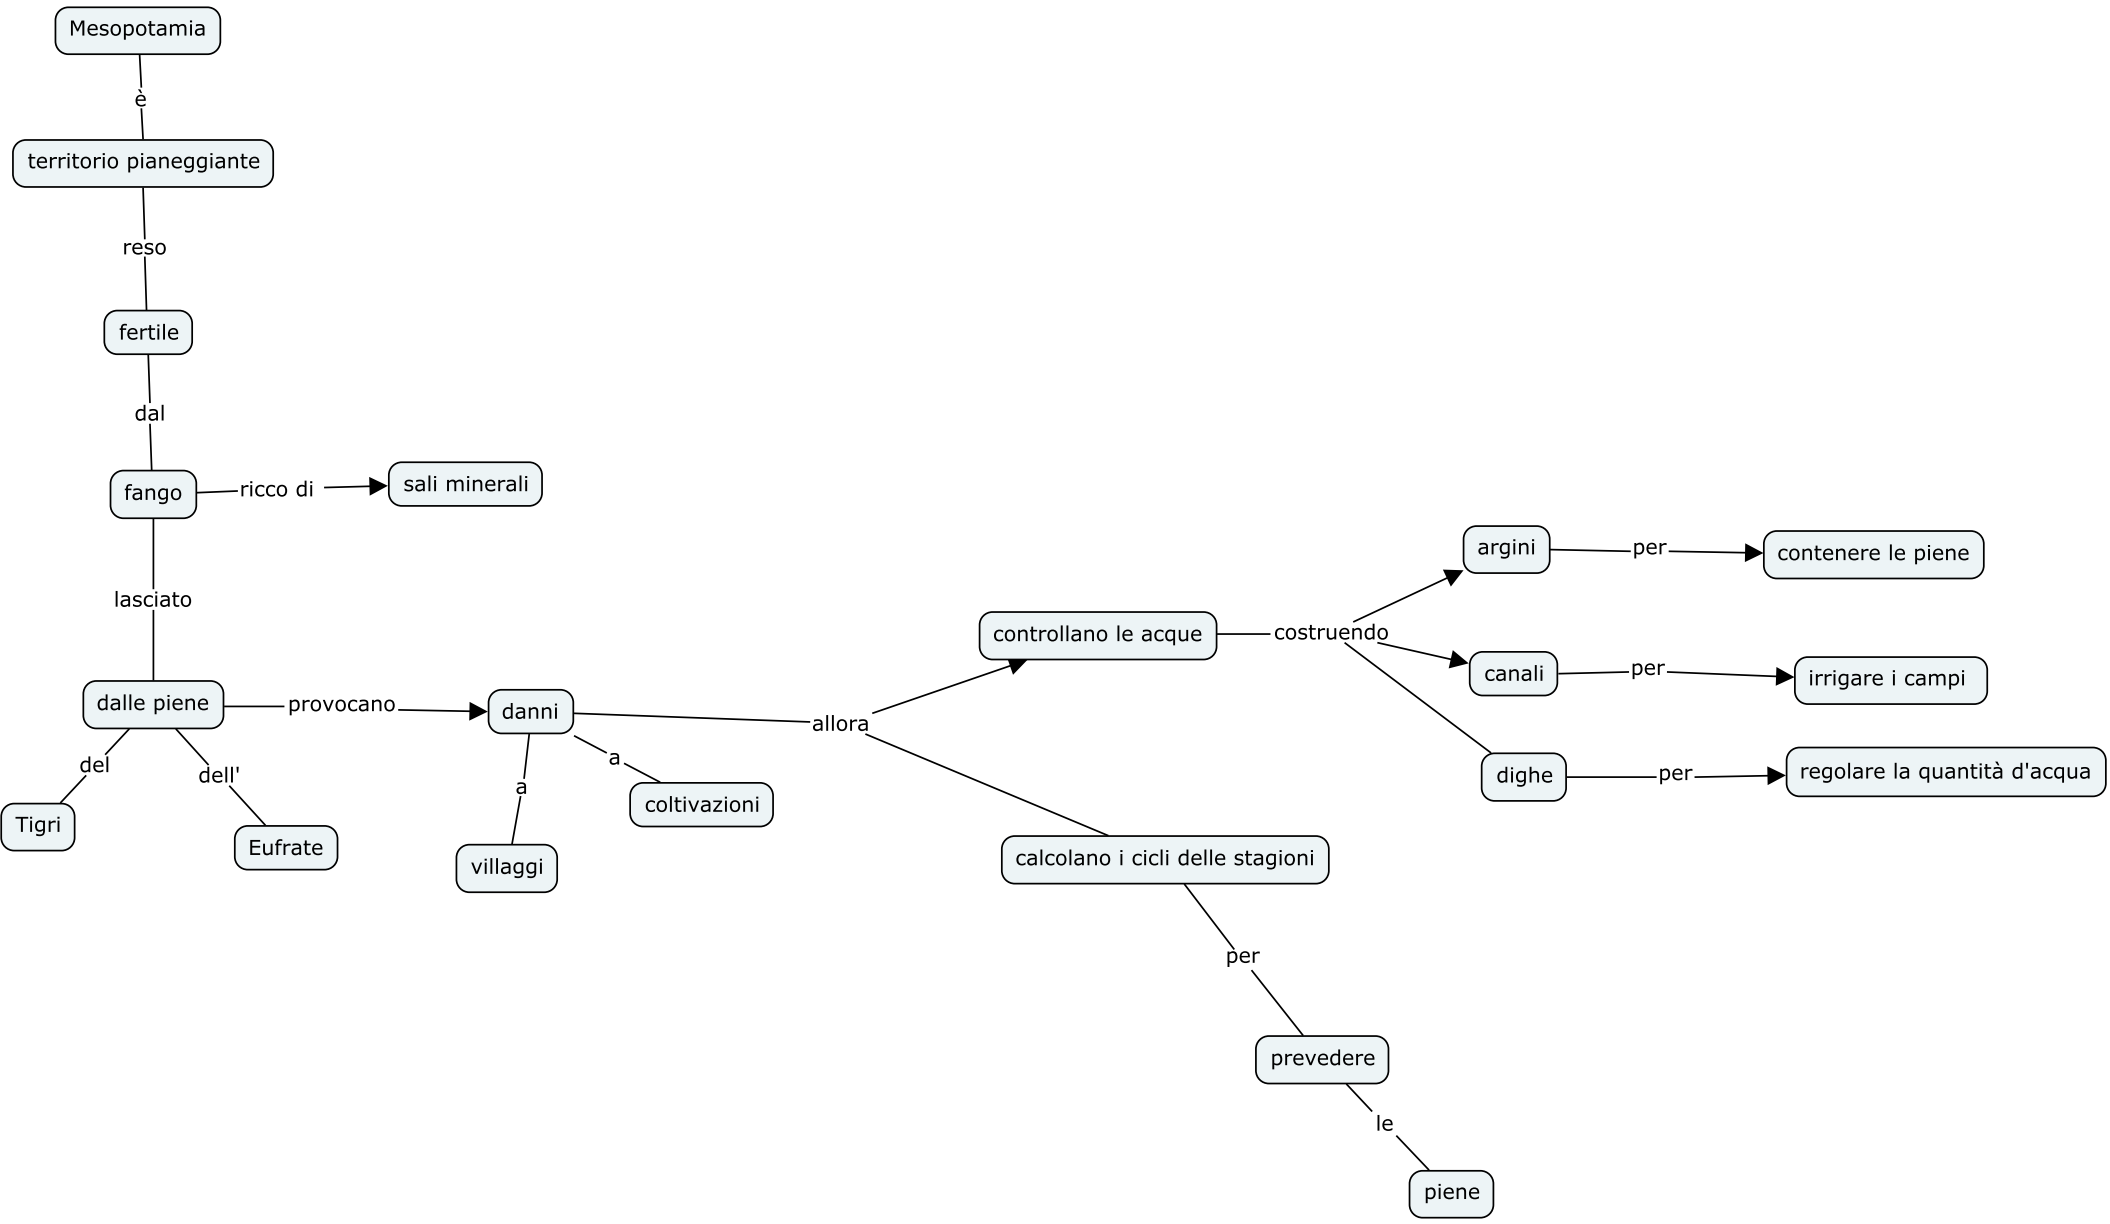 Mesopotamia
è
territorio pianeggiante
reso
fertile
dal
fango
ricco di
sali minerali
lasciato
dalle piene
del
Tigri
dell'
Eufrate
provocano
danni
a
villaggi
a
coltivazioni
allora
controllano le acque
costruendo
argini
per
contenere le piene
canali
per
irrigare i campi
dighe
per
regolare la quantità d'acqua
calcolano i cicli delle stagioni
per
prevedere
le
piene